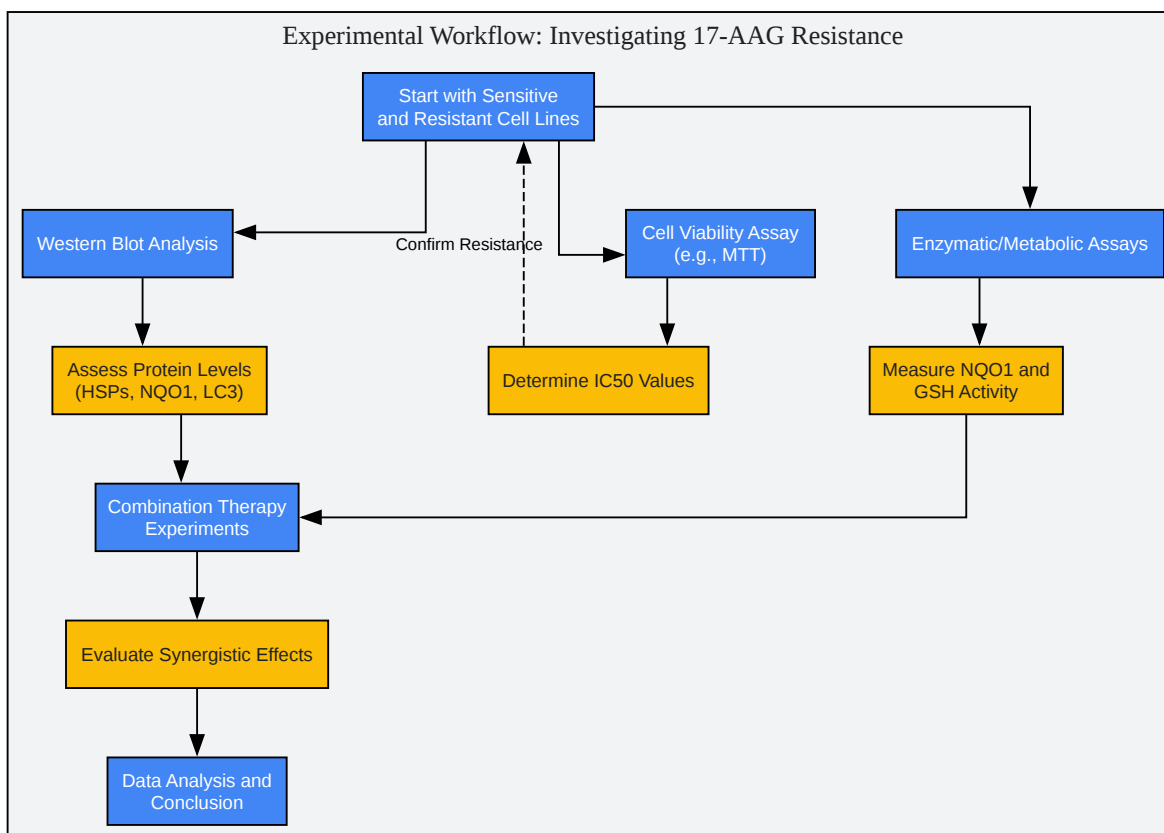 Experimental Workflow: Investigating 17-AAG Resistance
Start with Sensitive
and Resistant Cell Lines
Western Blot Analysis
Confirm Resistance
Cell Viability Assay
(e.g., MTT)
Enzymatic/Metabolic Assays
Assess Protein Levels
(HSPs, NQO1, LC3)
Determine IC50 Values
Measure NQO1 and
GSH Activity
Combination Therapy
Experiments
Evaluate Synergistic Effects
Data Analysis and
Conclusion